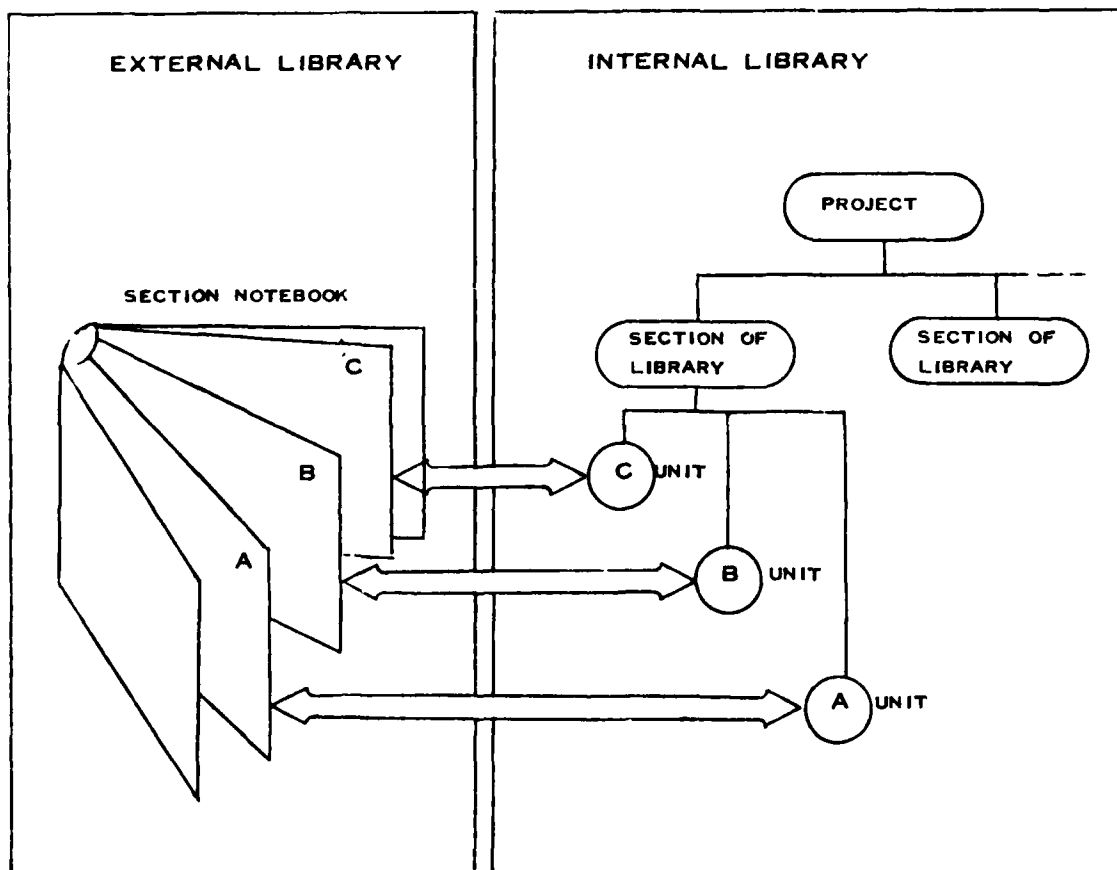 EXTERNAL LIBRARY
INTERNAL LIBRARY
PROJECT
SECTION NOTEBOOK
SECTION OF
LIBRARY
SECTION OF
LIBRARY
C
B
A
C UNIT
B UNIT
A UNIT